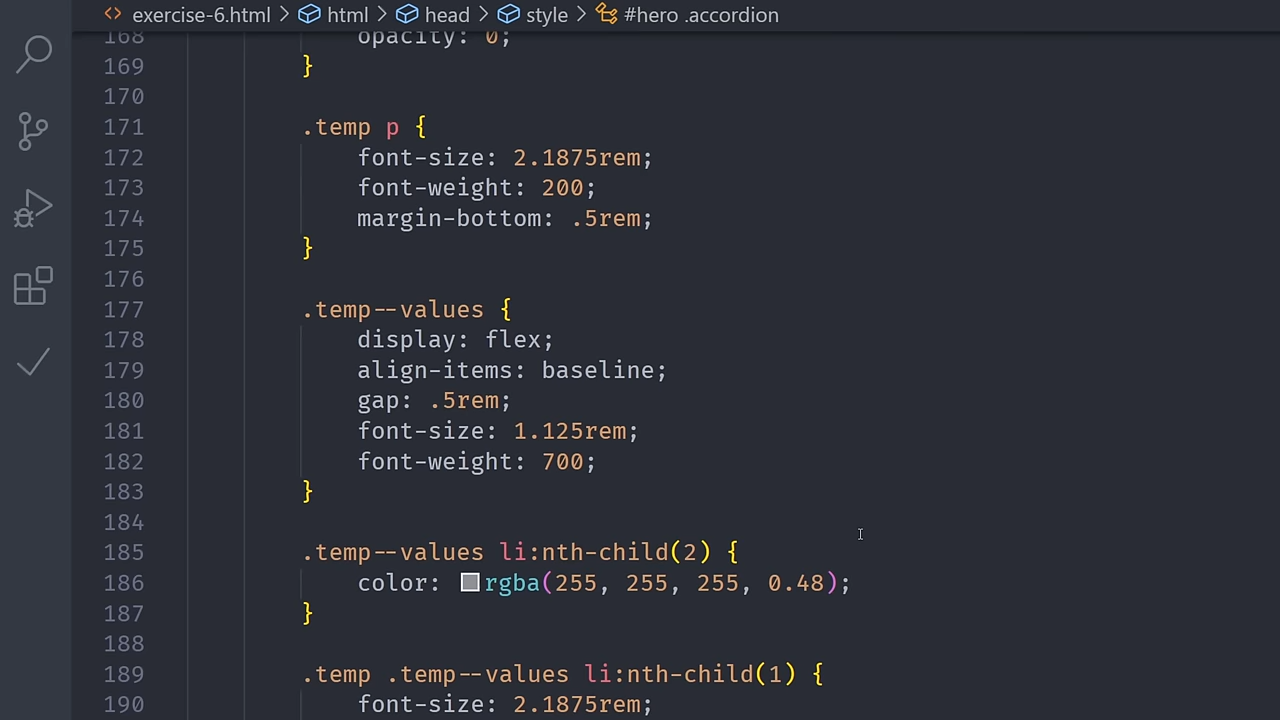 exercise-6.html > html > head > style > #hero .accordion
168 opacity: 0;
169 }
170
171 .temp p {
172 font-size: 2.1875rem;
173 font-weight: 200;
174 margin-bottom: .5rem;
175 }
176
177 .temp--values {
178 display: flex;
179 align-items: baseline;
180 gap: .5rem;
181 font-size: 1.125rem;
182 font-weight: 700;
183 }
184
185 .temp--values li:nth-child(2) {
186 color: rgba(255, 255, 255, 0.48);
187 }
188
189 .temp .temp--values li:nth-child(1) {
190 font-size: 2.1875rem;